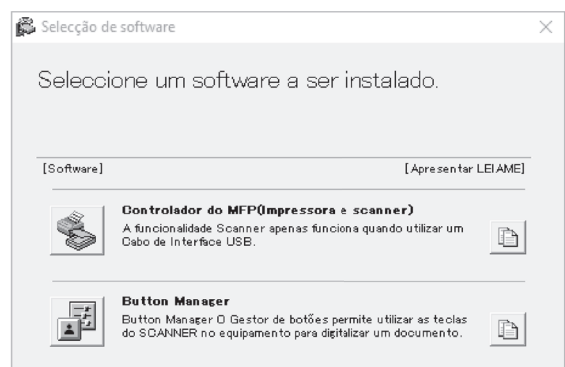 Selecção de software
Seleccione um software a ser instalado.
[Software] [Apresentar LEIAME]
Controlador do MFP(Impressora e scanner)
A funcionalidade Scanner apenas funciona quando utilizar um
Cabo de Interface USB.
Button Manager
Button Manager O Gestor de botões permite utilizar as teclas
do SCANNER no equipamento para digitalizar um documento.